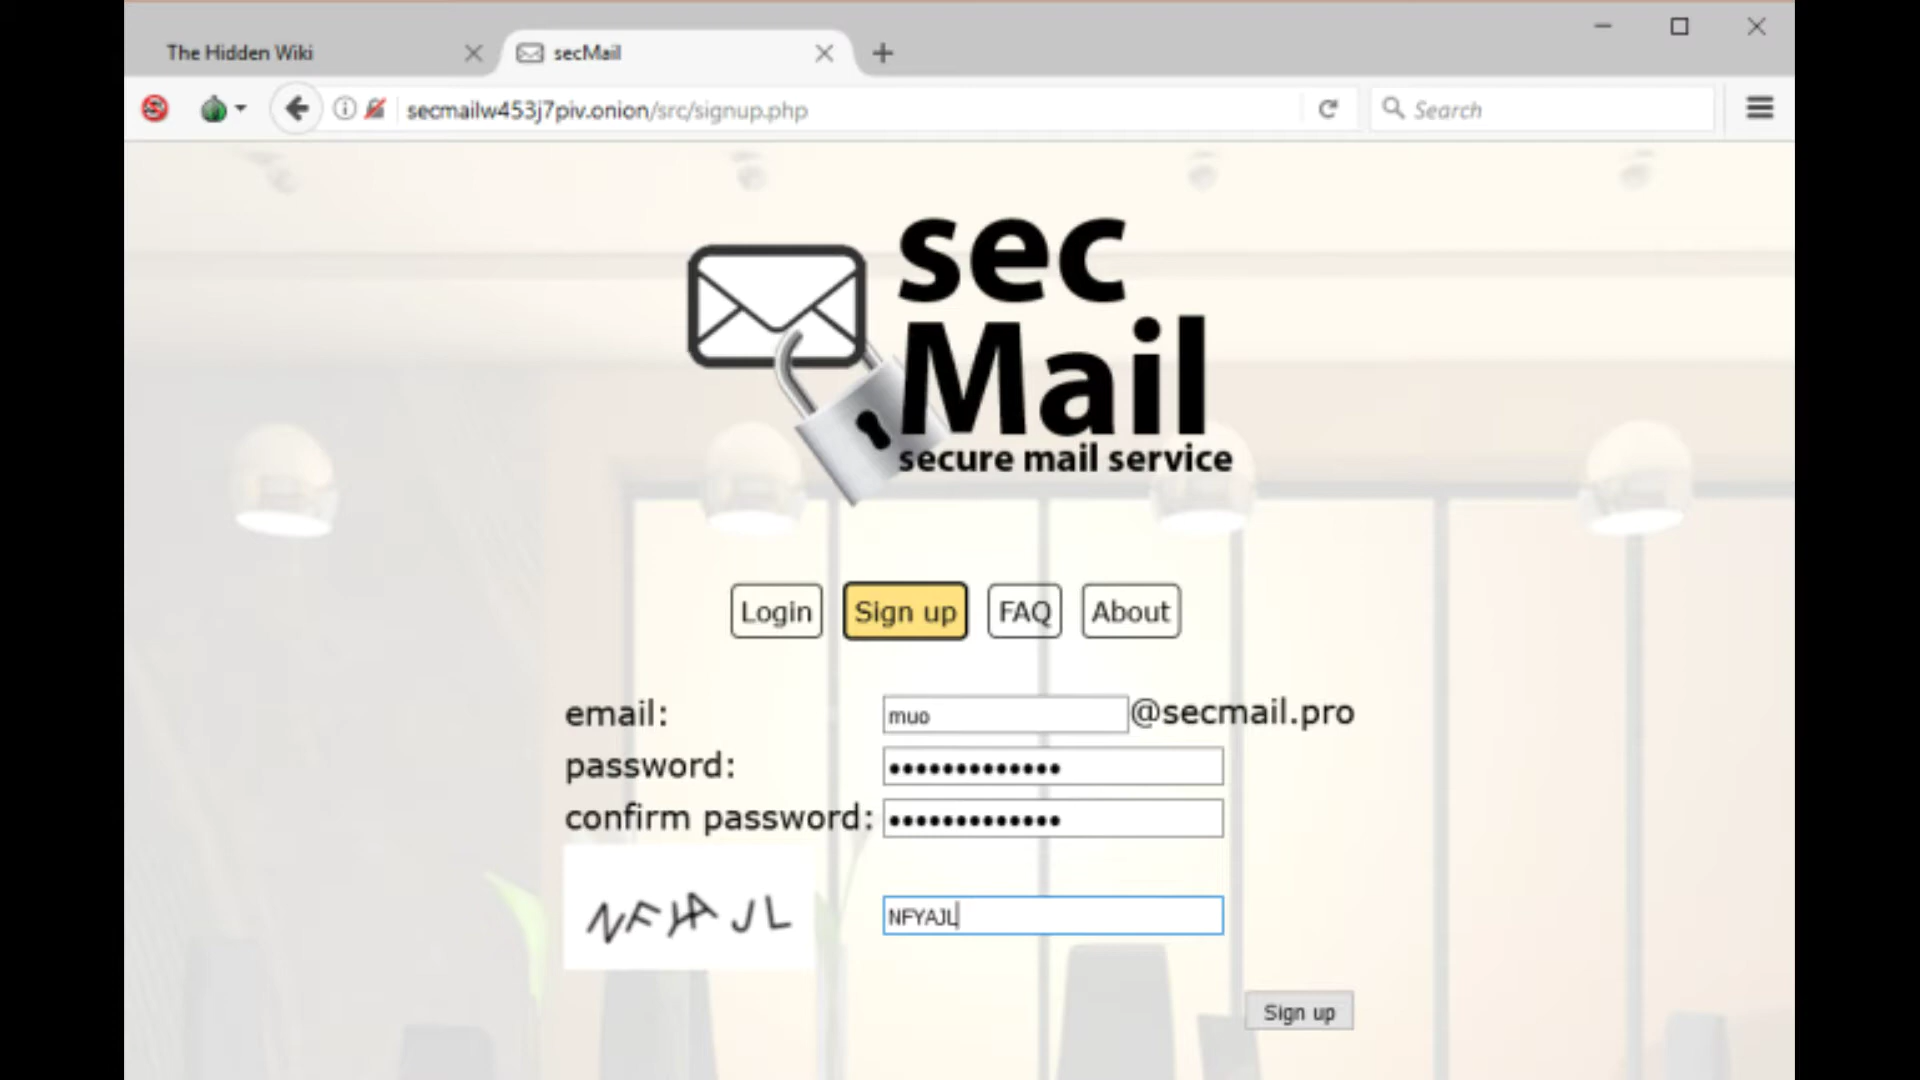 The Hidden Wiki
secMail
secmailw453j7piv.onion/src/signup.php
Search
sec
Mail
secure mail service
Login Sign up FAQ About
email: muo @secmail.pro
password: •••••••••••••
confirm password: •••••••••••••
NFYAJL NFYAJL
Sign up